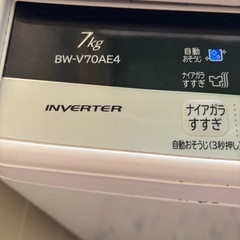 7kg
BW-V70AE4
自動
おそうじ
INVERTER
ナイアガラ
すすぎ
ナイアガラ
すすぎ
自動おそうじ(3秒押し)